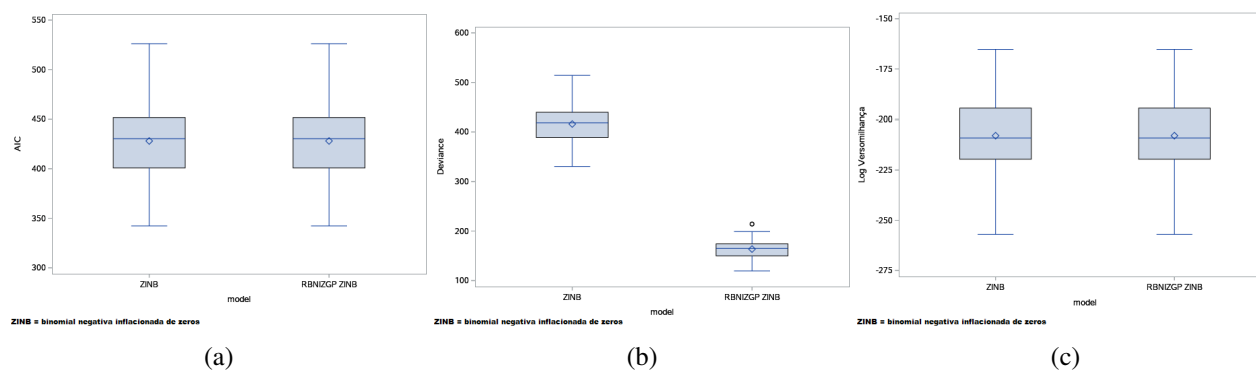 550
500
450
400
350
300
AIC
ZINB
RBNIZGP ZINB
model
ZINB = binomial negativa inflacionada de zeros
(a)
600
500
400
300
200
100
Deviance
ZINB
RBNIZGP ZINB
model
ZINB = binomial negativa inflacionada de zeros
(b)
-150
-175
-200
-225
-250
-275
Log Versomilhança
ZINB
RBNIZGP ZINB
model
ZINB = binomial negativa inflacionada de zeros
(c)